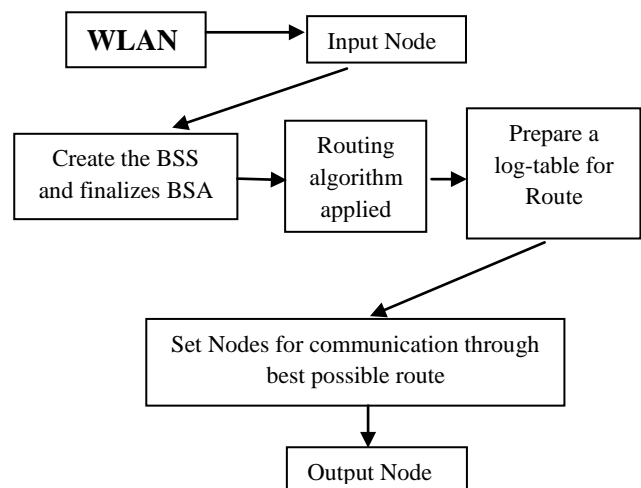 WLAN
Input Node
Create the BSS
and finalizes BSA
Routing
algorithm
applied
Prepare a
log-table for
Route
Set Nodes for communication through
best possible route
Output Node